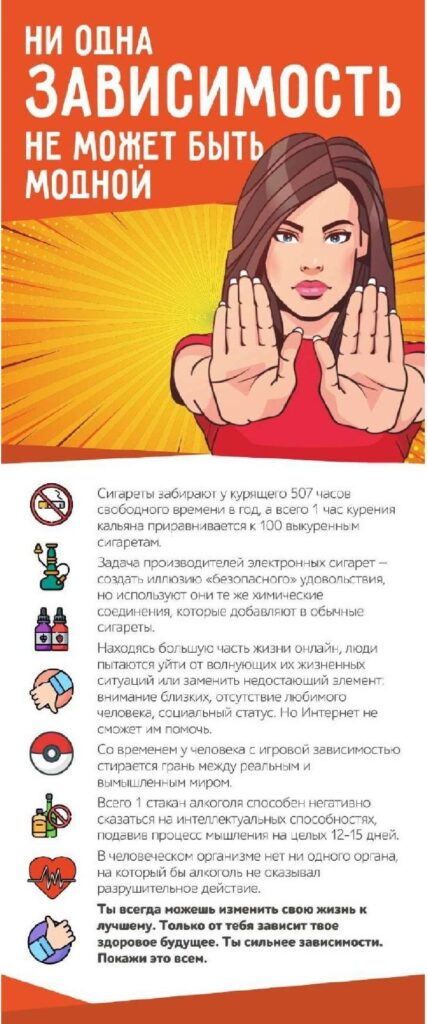 НИ ОДНА
ЗАВИСИМОСТЬ
НЕ МОЖЕТ БЫТЬ
МОДНОЙ
Сигареты забирают у курящего 507 часов
свободного времени в год, а всего 1 час курения
кальяна приравнивается к 100 выкуренным
сигаретам.
Задача производителей электронных сигарет –
создать иллюзию «безопасного» удовольствия,
но используют они те же химические
соединения, которые добавляют в обычные
сигареты.
Находясь большую часть жизни онлайн, люди
пытаются уйти от волнующих их жизненных
ситуаций или заменить недостающий элемент:
внимание близких, отсутствие любимого
человека, социальный статус. Но Интернет не
сможет им помочь.
Со временем у человека с игровой зависимостью
стирается грань между реальным и
вымышленным миром.
Всего 1 стакан алкоголя способен негативно
сказаться на интеллектуальных способностях,
подавив процесс мышления на целых 12-15 дней.
В человеческом организме нет ни одного органа,
на который бы алкоголь не оказывал
разрушительное действие.
Ты всегда можешь изменить свою жизнь к
лучшему. Только от тебя зависит твое
здоровое будущее. Ты сильнее зависимости.
Покажи это всем.